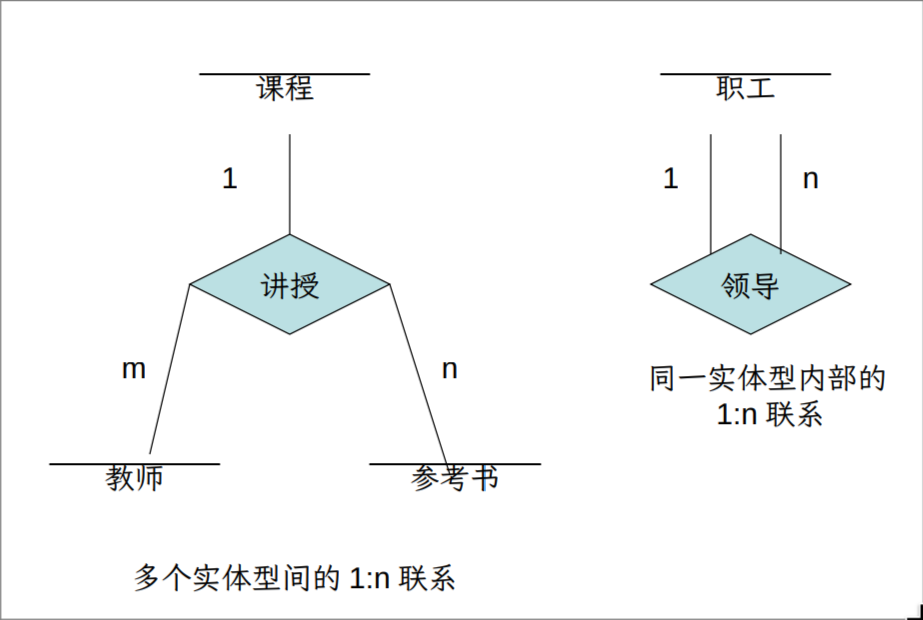 课程
1
讲授
m
n
教师
参考书
多个实体型间的 1:n 联系
职工
1
n
领导
同一实体型内部的
1:n 联系